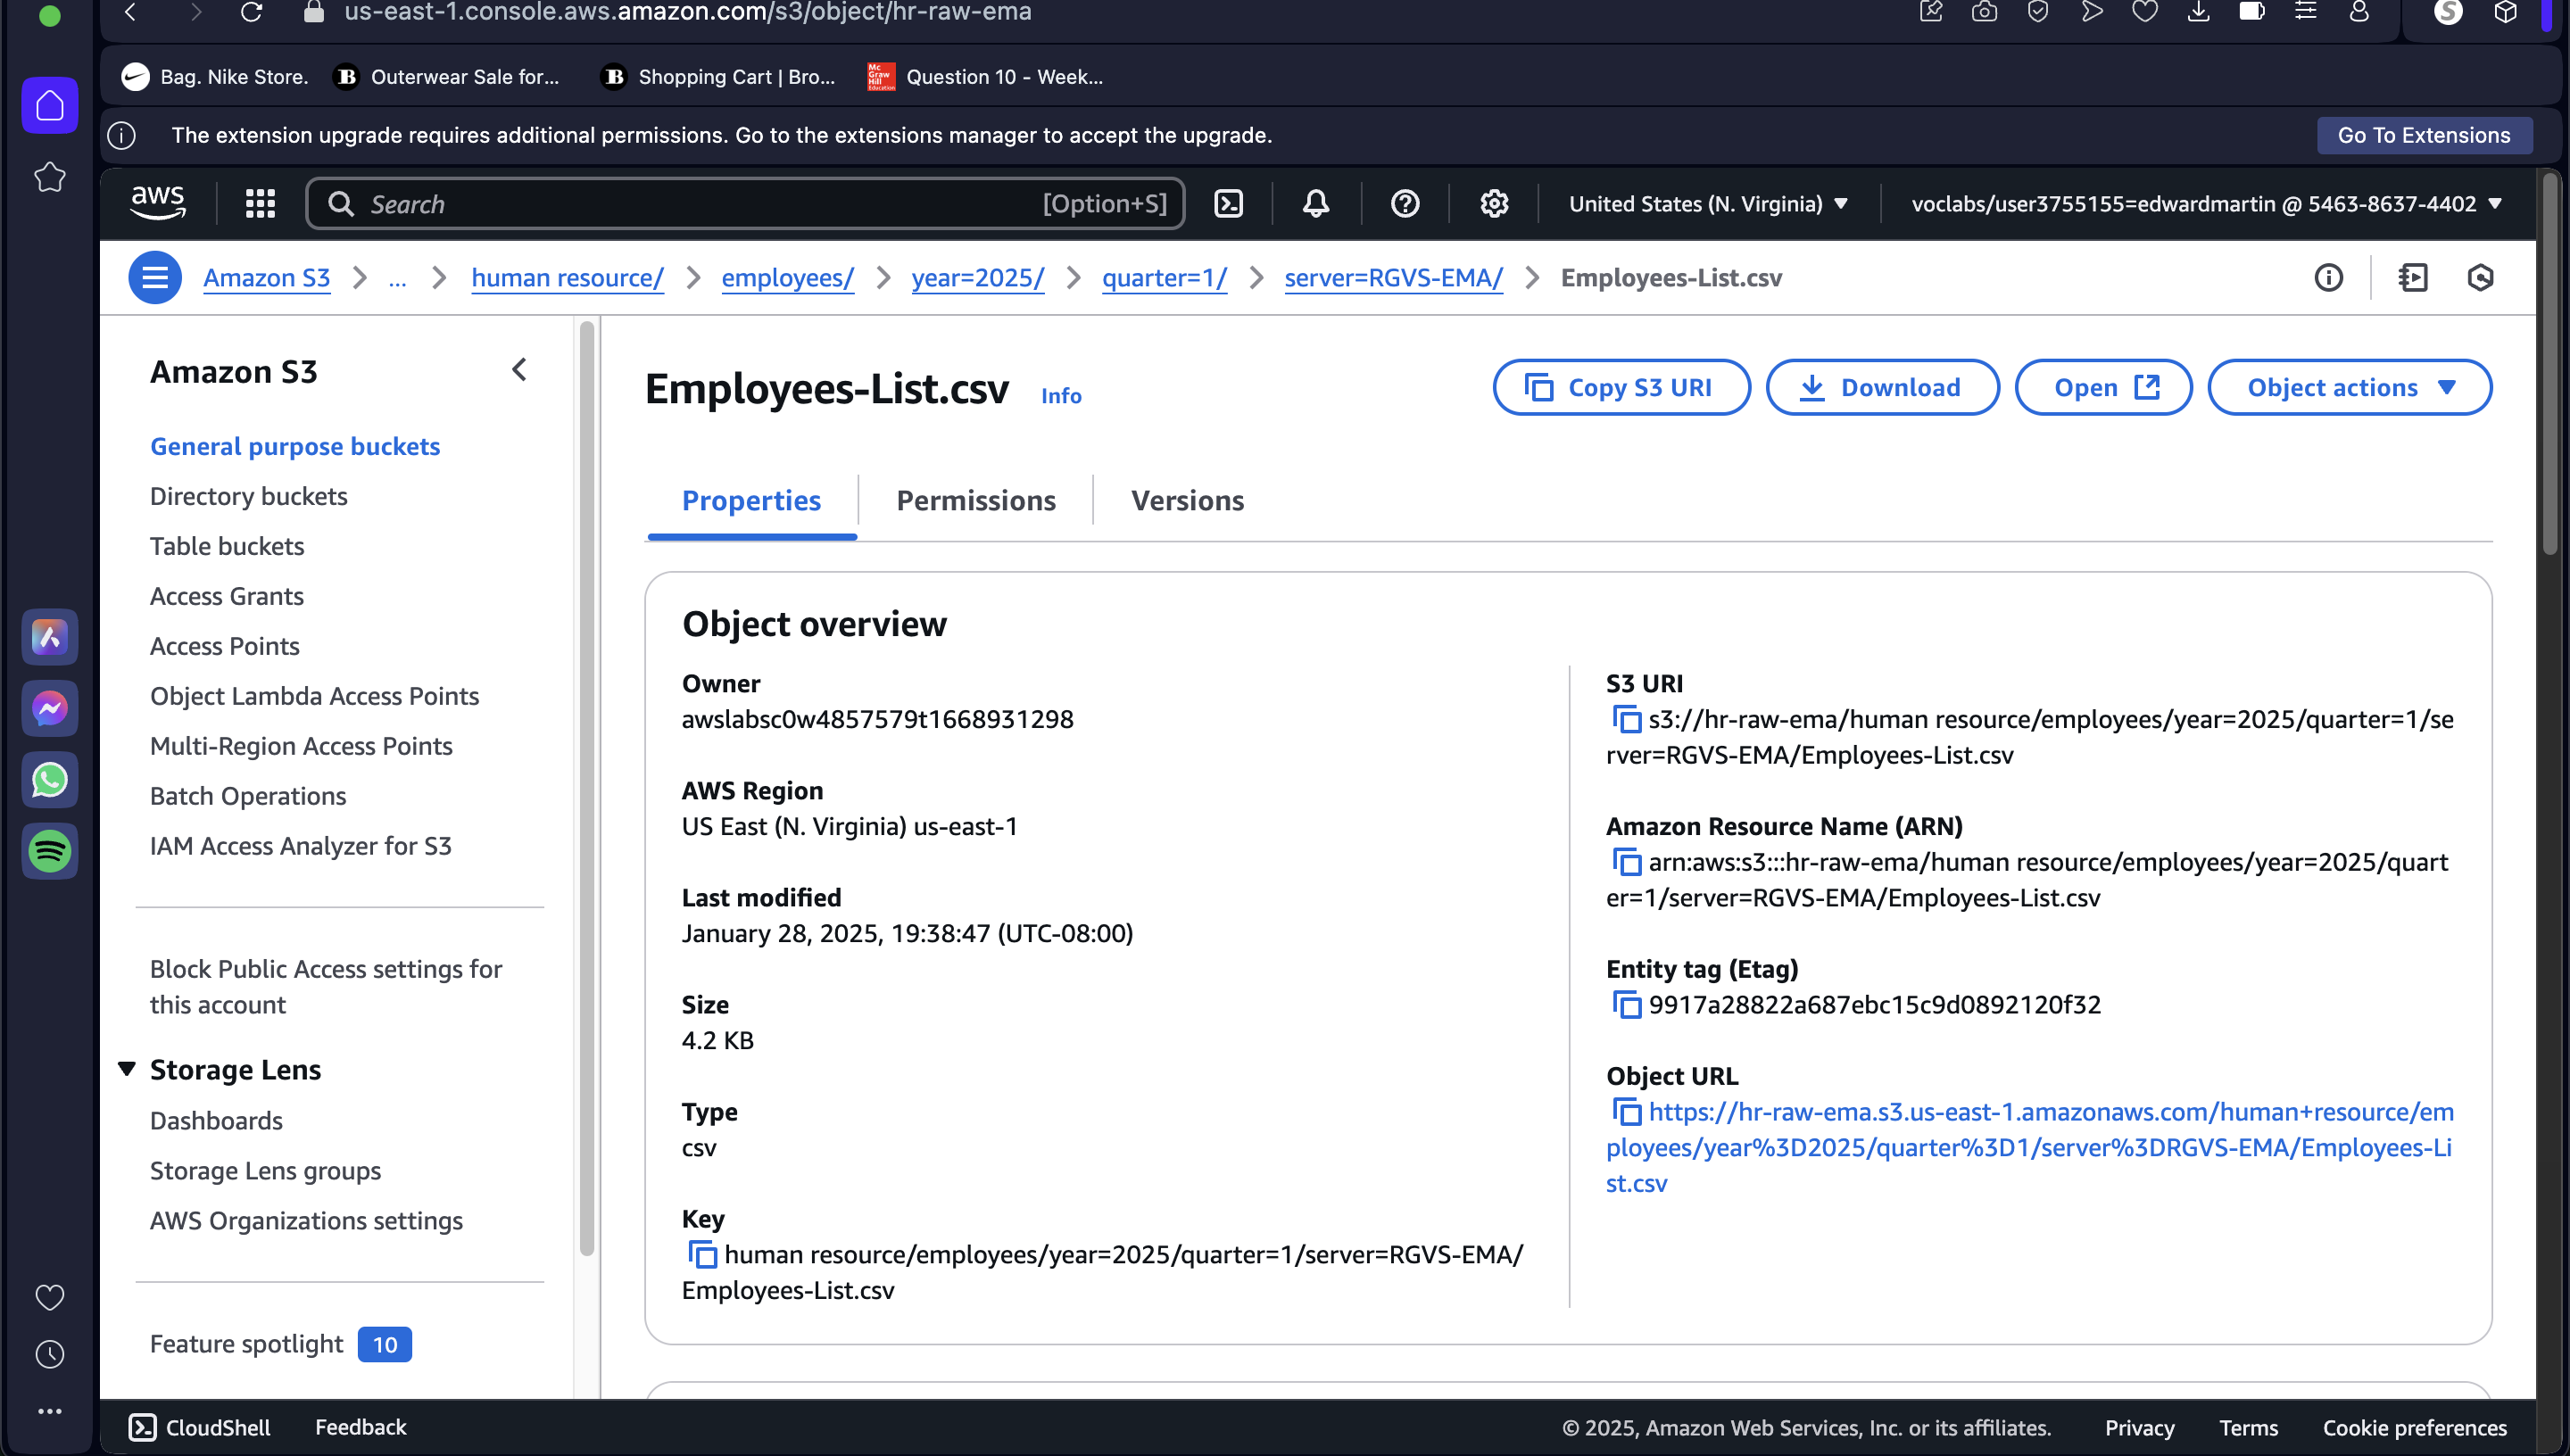 us-east-1.console.aws.amazon.com/s3/object/hr-raw-ema
Bag. Nike Store.
B Outerwear Sale for...
B Shopping Cart | Bro...
Mc Graw Hill Education Question 10 - Week...
The extension upgrade requires additional permissions. Go to the extensions manager to accept the upgrade.
Go To Extensions
aws
Search
[Option+S]
United States (N. Virginia)
voclabs/user3755155=edwardmartin @ 5463-8637-4402
Amazon S3
...
human resource/
employees/
year=2025/
quarter=1/
server=RGVS-EMA/
Employees-List.csv
Amazon S3
General purpose buckets
Directory buckets
Table buckets
Access Grants
Access Points
Object Lambda Access Points
Multi-Region Access Points
Batch Operations
IAM Access Analyzer for S3
Block Public Access settings for
this account
Storage Lens
Dashboards
Storage Lens groups
AWS Organizations settings
Feature spotlight 10
Employees-List.csv Info
Copy S3 URI
Download
Open
Object actions
Properties
Permissions
Versions
Object overview
Owner
awslabsc0w4857579t1668931298
AWS Region
US East (N. Virginia) us-east-1
Last modified
January 28, 2025, 19:38:47 (UTC-08:00)
Size
4.2 KB
Type
csv
Key
human resource/employees/year=2025/quarter=1/server=RGVS-EMA/
Employees-List.csv
S3 URI
s3://hr-raw-ema/human resource/employees/year=2025/quarter=1/se
rver=RGVS-EMA/Employees-List.csv
Amazon Resource Name (ARN)
arn:aws:s3:::hr-raw-ema/human resource/employees/year=2025/quart
er=1/server=RGVS-EMA/Employees-List.csv
Entity tag (Etag)
9917a28822a687ebc15c9d0892120f32
Object URL
https://hr-raw-ema.s3.us-east-1.amazonaws.com/human+resource/em
ployees/year%3D2025/quarter%3D1/server%3DRGVS-EMA/Employees-Li
st.csv
CloudShell
Feedback
© 2025, Amazon Web Services, Inc. or its affiliates.
Privacy
Terms
Cookie preferences